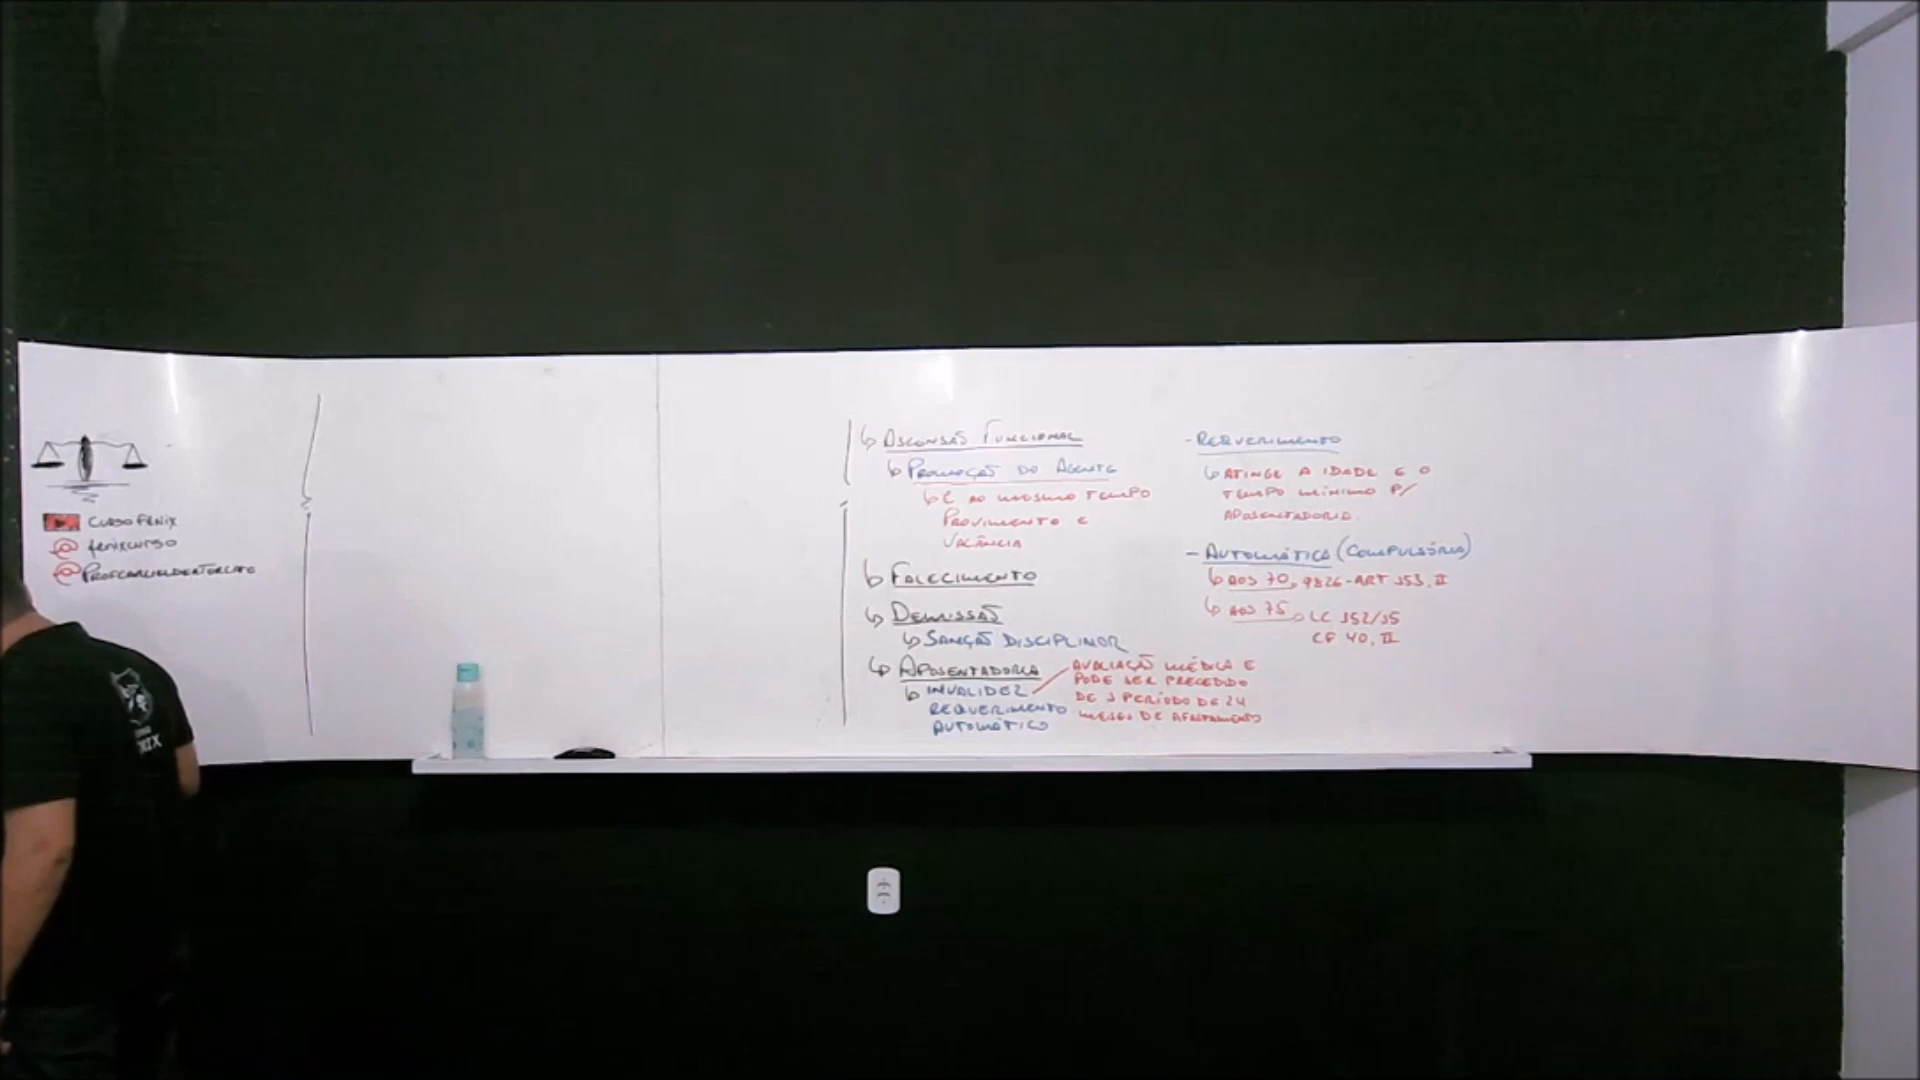 CURSO FÊNIX
@ fenixcurso
↳ ASCENSÃO FUNCIONAL
↳ PROMOÇÃO DO AGENTE
↳ É AO MESMO TEMPO
PROVIMENTO E
VACÂNCIA
↳ FALECIMENTO
↳ DEMISSÃO
↳ SANÇÃO DISCIPLINAR
↳ APOSENTADORIA
↳ INVALIDEZ
REQUERIMENTO
AUTOMÁTICO
AVALIAÇÃO MÉDICA E
PODE SER PRECEDIDO
DE 1 PERÍODO DE 24
MESES DE AFASTAMENTO
- REQUERIMENTO
↳ ATINGE A IDADE E O
TEMPO MÍNIMO P/
APOSENTADORIA.
- AUTOMÁTICA (COMPULSÓRIA)
↳ AOS 70, 9826-ART 153, II
↳ AOS 75, LC 152/15
CF 40, II